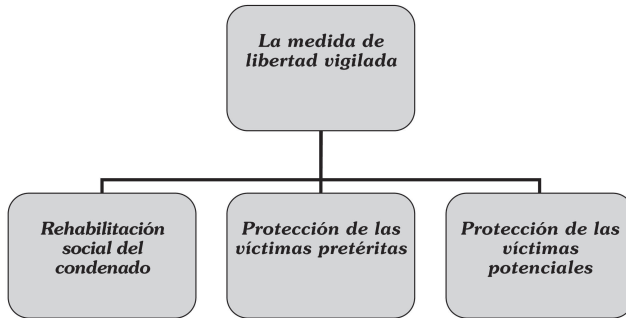 La medida de
libertad vigilada
Rehabilitación
social del
condenado
Protección de las
víctimas pretéritas
Protección de las
víctimas
potenciales